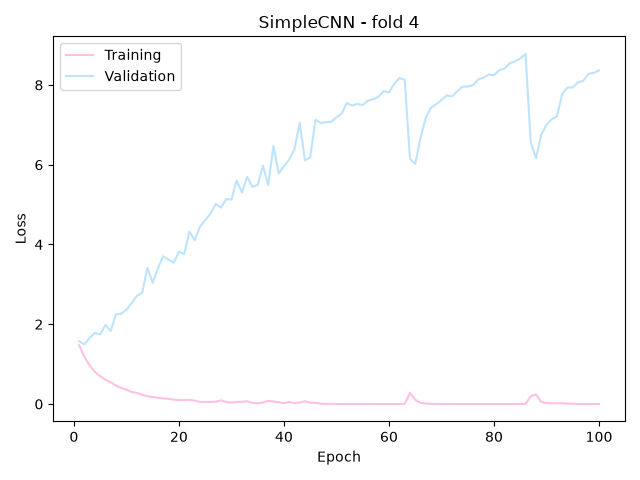 SimpleCNN - fold 4
Training
Validation
Loss
8
6
4
2
0
0 20 40 60 80 100
Epoch